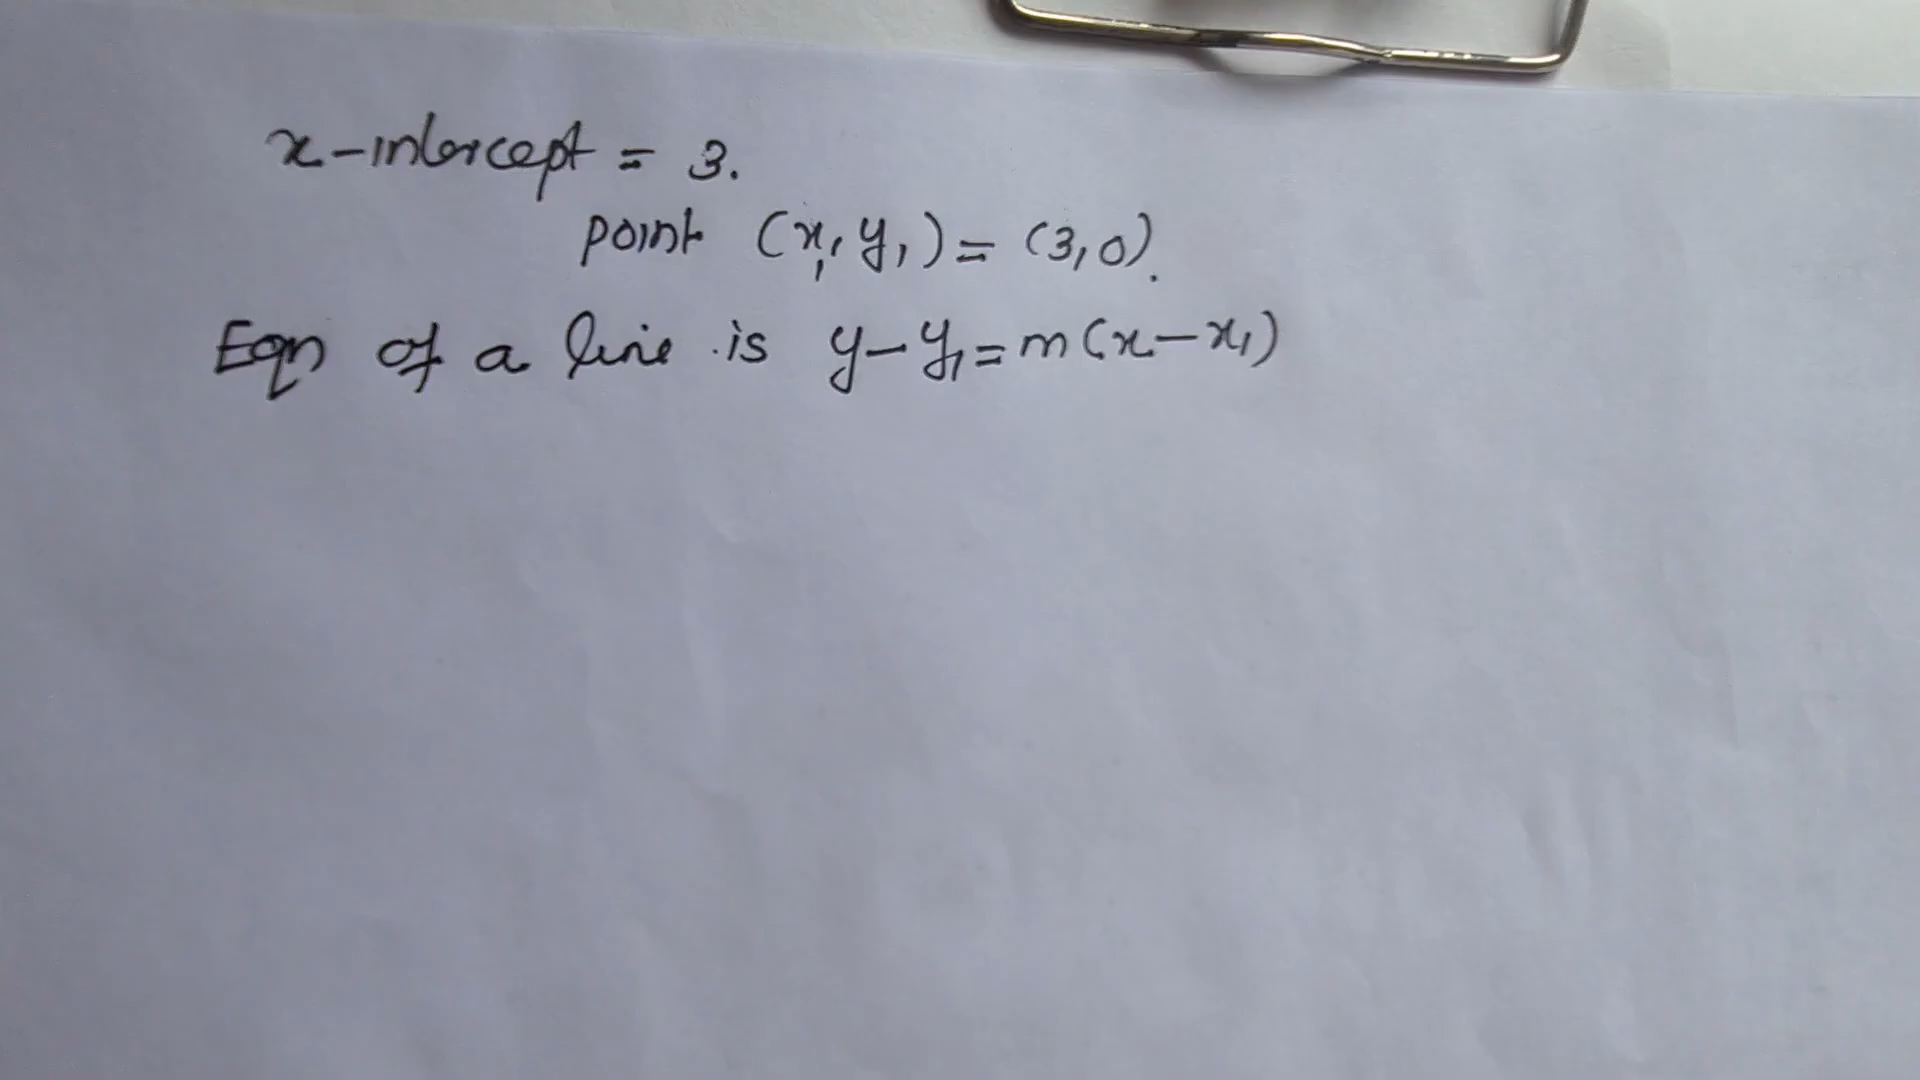 x-intercept = 3.
point (x₁, y₁) = (3,0).
Eqn of a line is y-y₁=m(x-x₁)